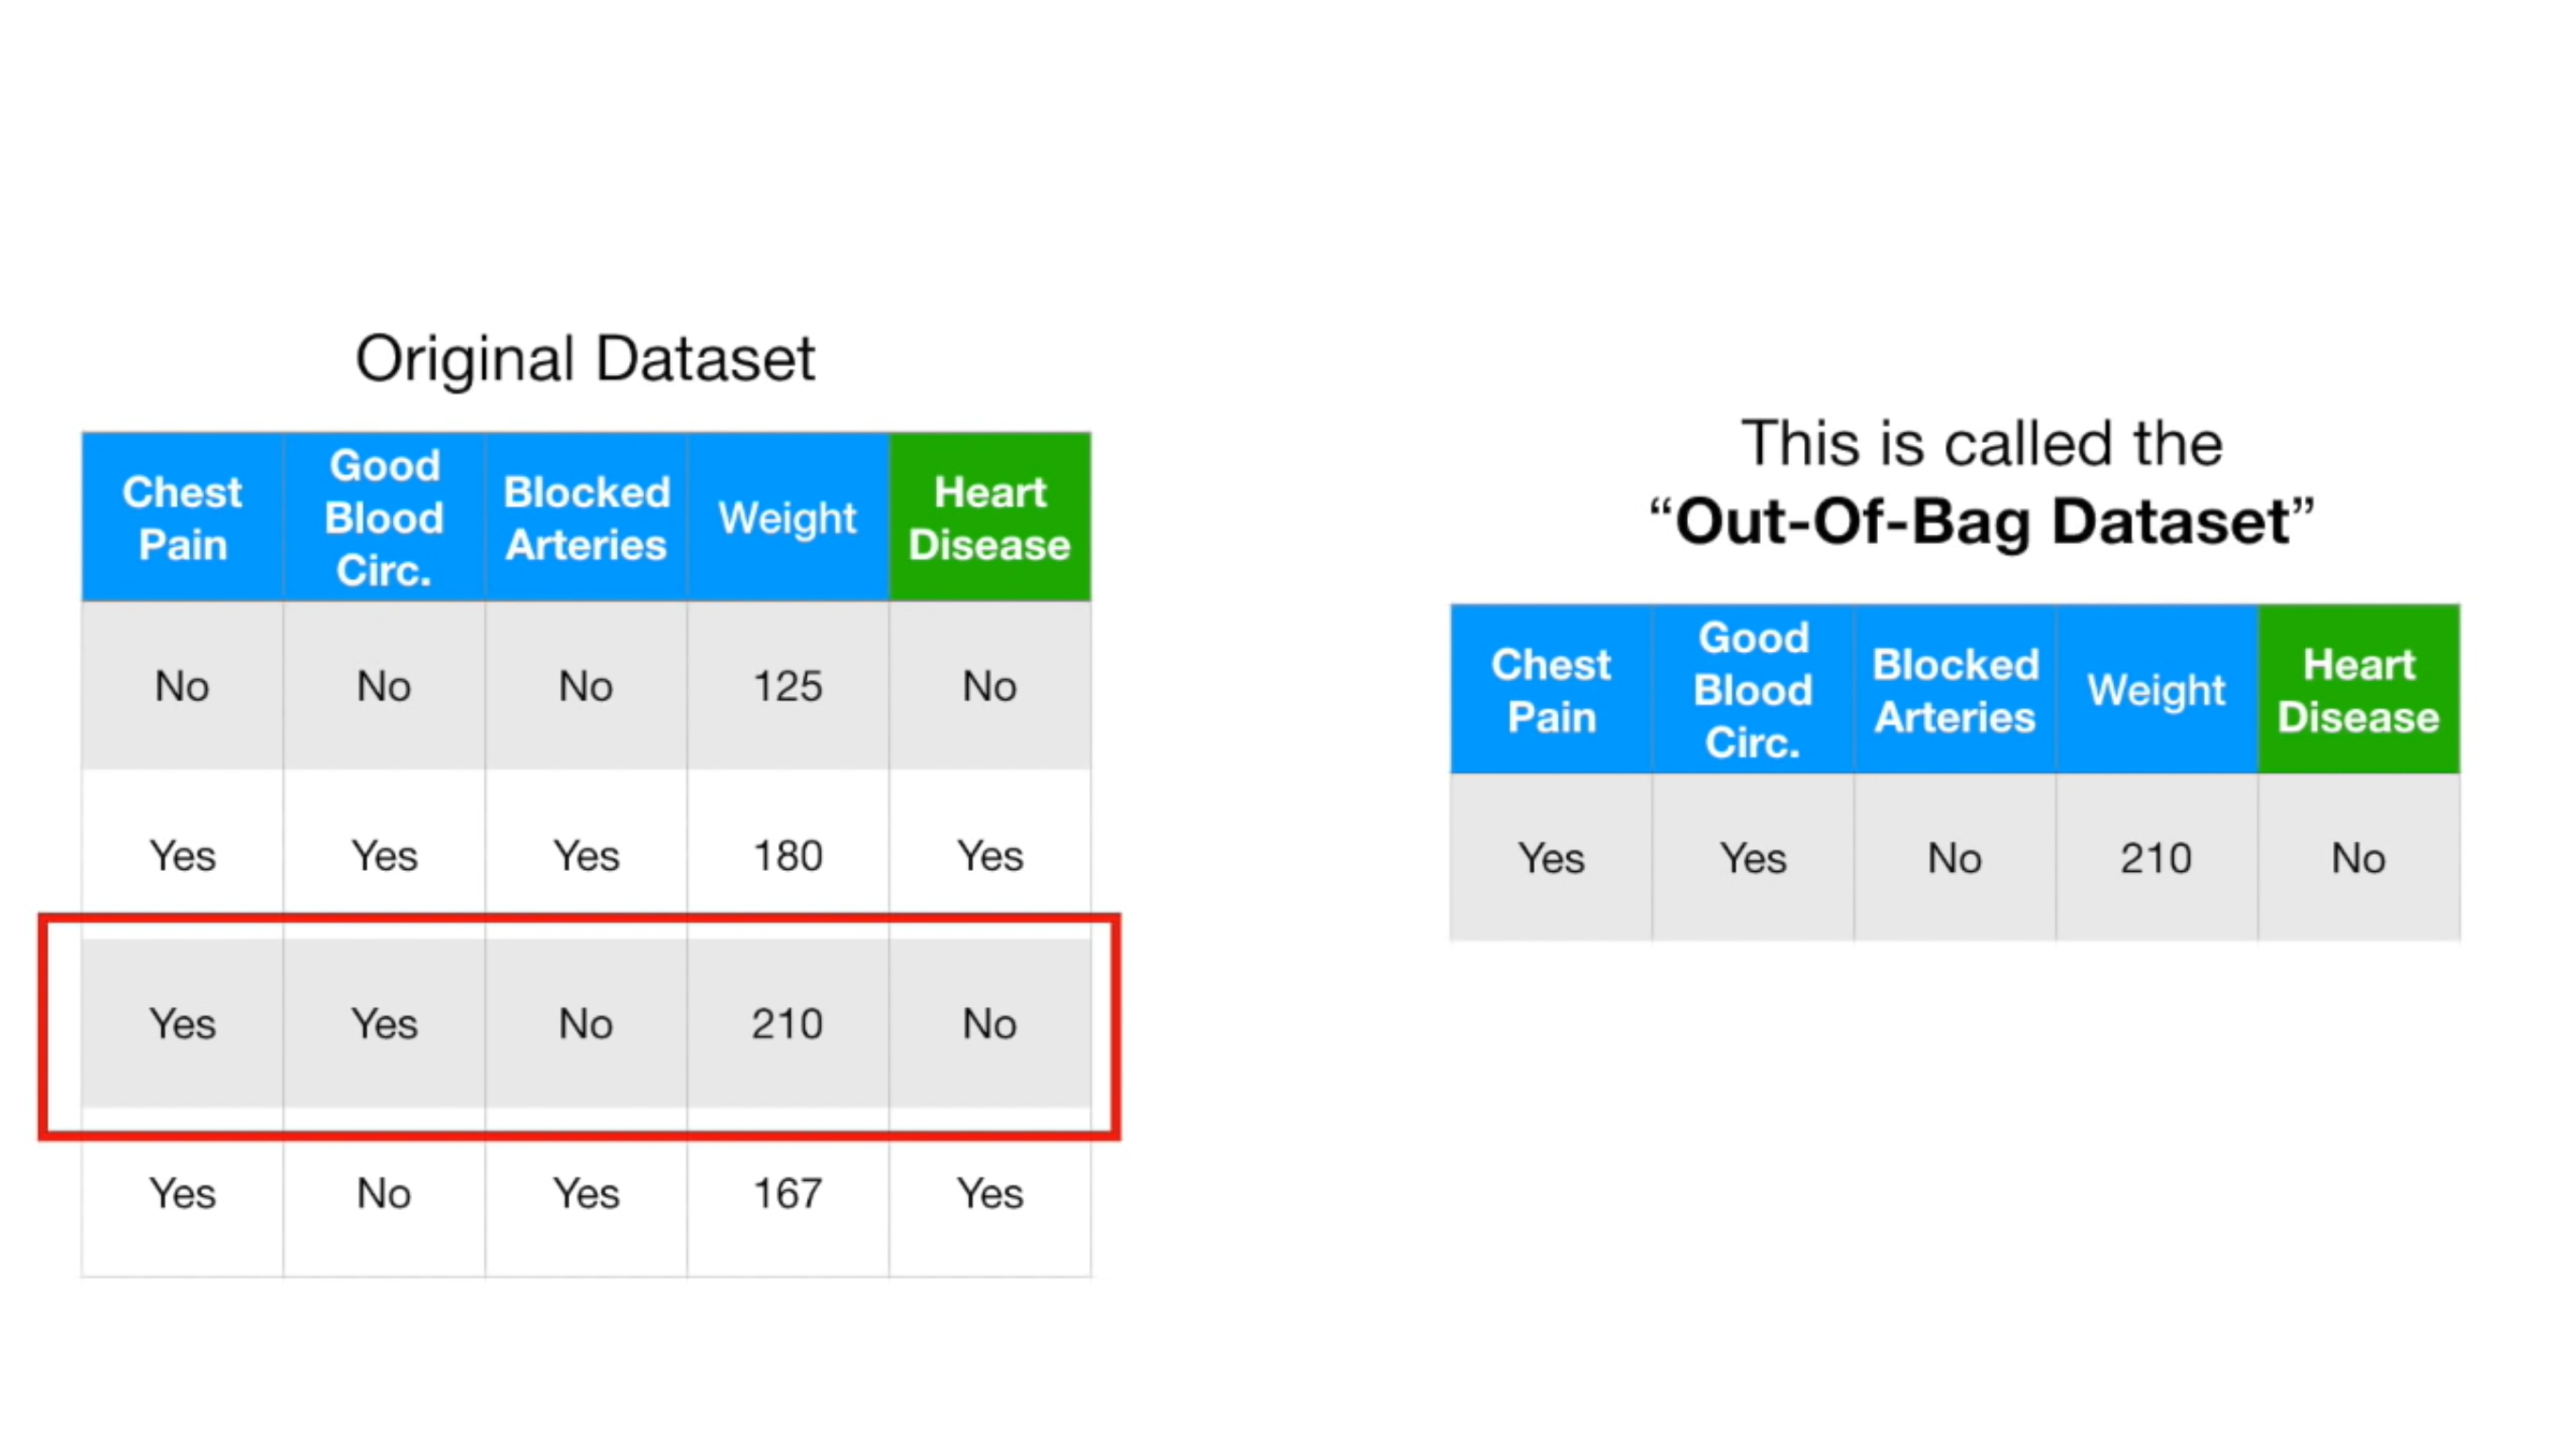 Original Dataset
Chest Pain Good Blood Circ. Blocked Arteries Weight Heart Disease
No No No 125 No
Yes Yes Yes 180 Yes
Yes Yes No 210 No
Yes No Yes 167 Yes
This is called the
“Out-Of-Bag Dataset”
Chest Pain Good Blood Circ. Blocked Arteries Weight Heart Disease
Yes Yes No 210 No